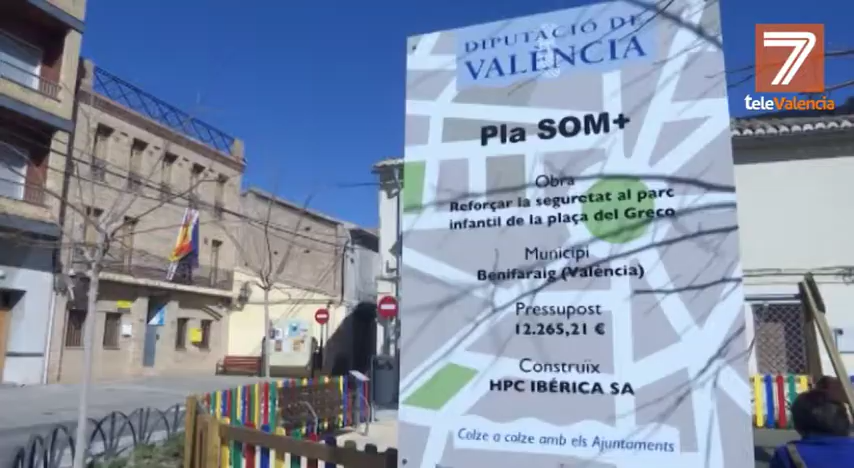 DIPUTACIÓ DE
VALÈNCIA
Pla SOM+
Obra
Reforçar la seguretat al parc
infantil de la plaça del Greco
Municipi
Benifaraig (València)
Pressupost
12.265,21 €
Construïx
HPC IBÉRICA SA
Colze a colze amb els Ajuntaments
7
teleValencia